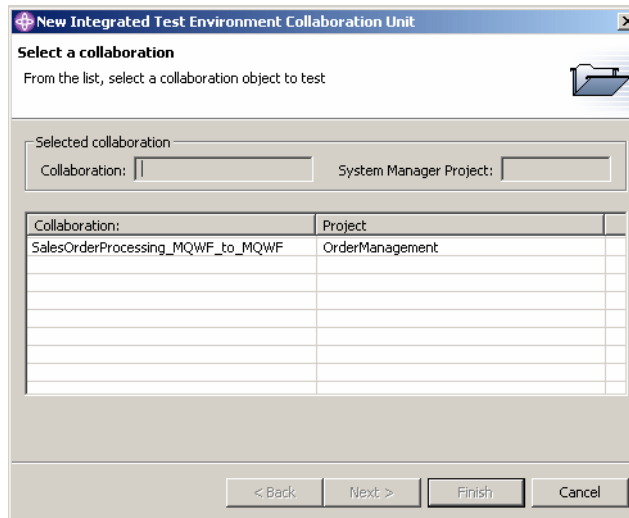 New Integrated Test Environment Collaboration Unit
Select a collaboration
From the list, select a collaboration object to test
Selected collaboration
Collaboration: System Manager Project:
Collaboration: Project
SalesOrderProcessing_MQWF_to_MQWF OrderManagement
< Back Next > Finish Cancel